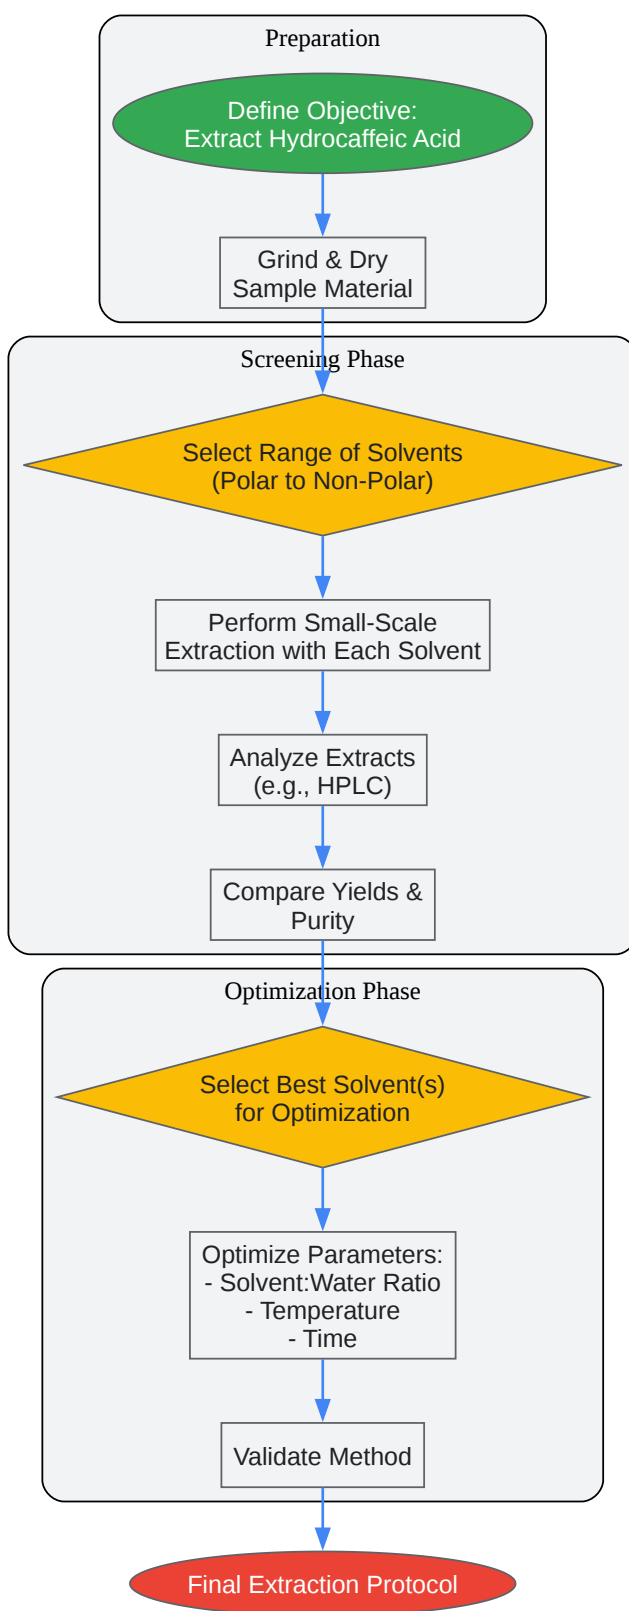 Preparation
Define Objective:
Extract Hydrocaffeic Acid
Grind & Dry
Sample Material
Screening Phase
Select Range of Solvents
(Polar to Non-Polar)
Perform Small-Scale
Extraction with Each Solvent
Analyze Extracts
(e.g., HPLC)
Compare Yields &
Purity
Optimization Phase
Select Best Solvent(s)
for Optimization
Optimize Parameters:
- Solvent:Water Ratio
- Temperature
- Time
Validate Method
Final Extraction Protocol